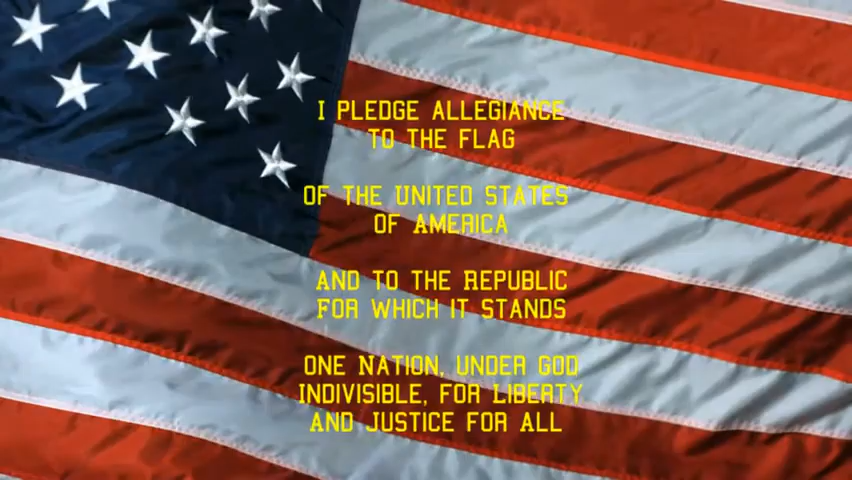 I PLEDGE ALLEGIANCE
TO THE FLAG
OF THE UNITED STATES
OF AMERICA
AND TO THE REPUBLIC
FOR WHICH IT STANDS
ONE NATION, UNDER GOD
INDIVISIBLE, FOR LIBERTY
AND JUSTICE FOR ALL